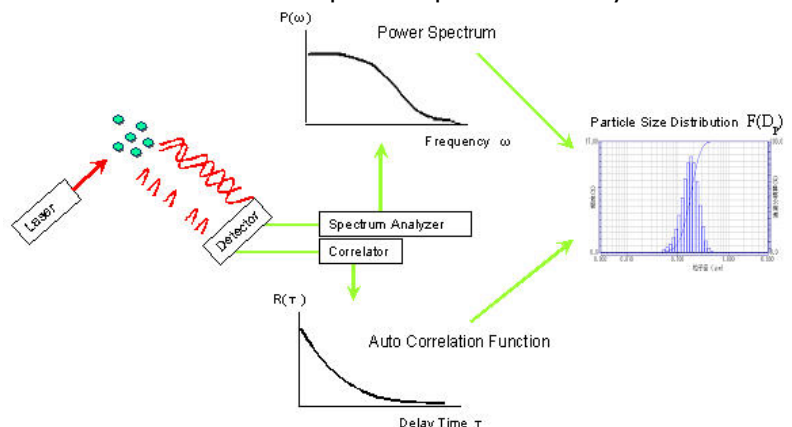 P(ω)
Power Spectrum
Frequency ω
Particle Size Distribution F(D_P)
Laser
Detector
Spectrum Analyzer
Correlator
R(τ)
Auto Correlation Function
Delay Time τ